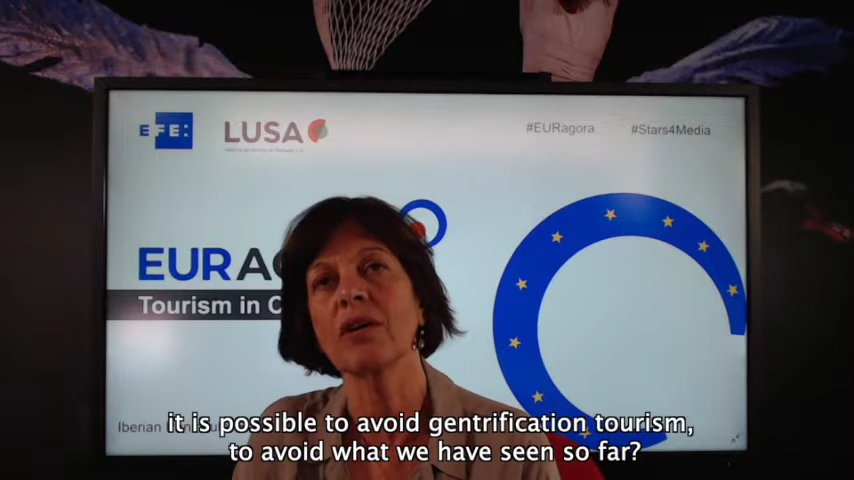 EFE:
LUSA
#EURagora
#Stars4Media
EURA
Tourism in C
Iberian
it is possible to avoid gentrification tourism,
to avoid what we have seen so far?